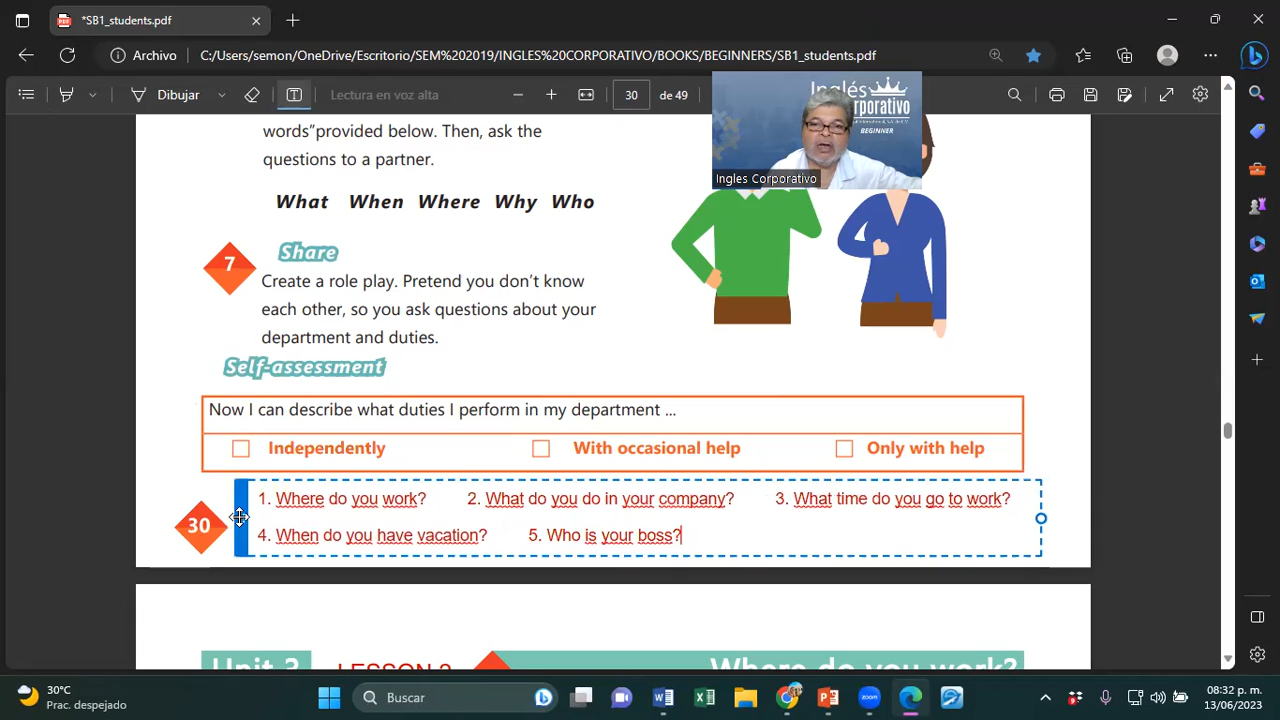 *SB1_students.pdf
Archivo C:/Users/semon/OneDrive/Escritorio/SEM%202019/INGLES%20CORPORATIVO/BOOKS/BEGINNERS/SB1_students.pdf
Dibujar Lectura en voz alta 30 de 49
Inglés
BEGINNER
Ingles Corporativo
words"provided below. Then, ask the
questions to a partner.
What When Where Why Who
7 Share
Create a role play. Pretend you don't know
each other, so you ask questions about your
department and duties.
Self-assessment
Now I can describe what duties I perform in my department ...
Independently With occasional help Only with help
1. Where do you work? 2. What do you do in your company? 3. What time do you go to work?
30
4. When do you have vacation? 5. Who is your boss?
Unit 3 LESSON 2 Where do you work?
30°C
Prac. despejado
Buscar
08:32 p. m.
13/06/2023